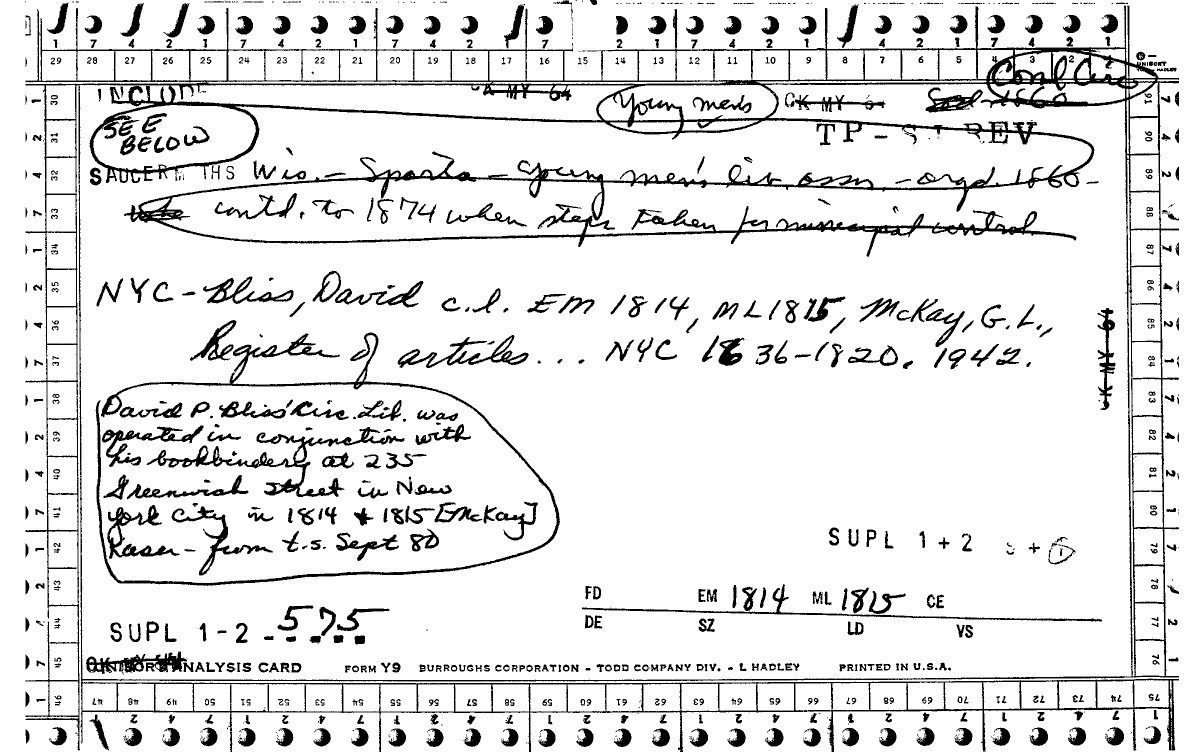 1 7 4 2 1 7 4 2 1 7 4 2 1 7 14 2 1 7 4 2 1 7 4 2 1 7 4 2 1
29 28 27 26 25 24 23 22 21 20 19 18 17 16 15 14 13 12 11 10 9 8 7 6 5 4 3 2 1
INCLUDE OK MY 64 Young men's OK MY 64 Coml Circ
1860
SEE
BELOW
TP-SJ REV
SAUCERM THS Wis. - Sparta - Young men's lib. assn. - orgd. 1860 -
contd. to 1874 when steps taken for municipal control
NYC - Bliss, David c.l. EM 1814, ML 1815, McKay, G.L.,
Register of articles... NYC 1636-1820. 1942.
OK MY 64
David P. Bliss' Circ. Lib. was
operated in conjunction with
his bookbindery at 235
Greenwich street in New
York City in 1814 & 1815 [McKay]
Kaser - from t.s. Sept 80
SUPL 1+2
FD EM 1814 ML 1815 CE
DE SZ LD VS
SUPL 1-2 575
UNISORT ANALYSIS CARD FORM Y9 BURROUGHS CORPORATION - TODD COMPANY DIV. - L HADLEY PRINTED IN U.S.A.
30 31 32 33 34 35 36 37 38 39 40 41 42 43 44 45 46
47 48 49 50 51 52 53 54 55 56 57 58 59 60 61 62 63 64 65 66 67 68 69 70 71 72 73 74 75
91 90 89 88 87 86 85 84 83 82 81 80 79 78 77 76